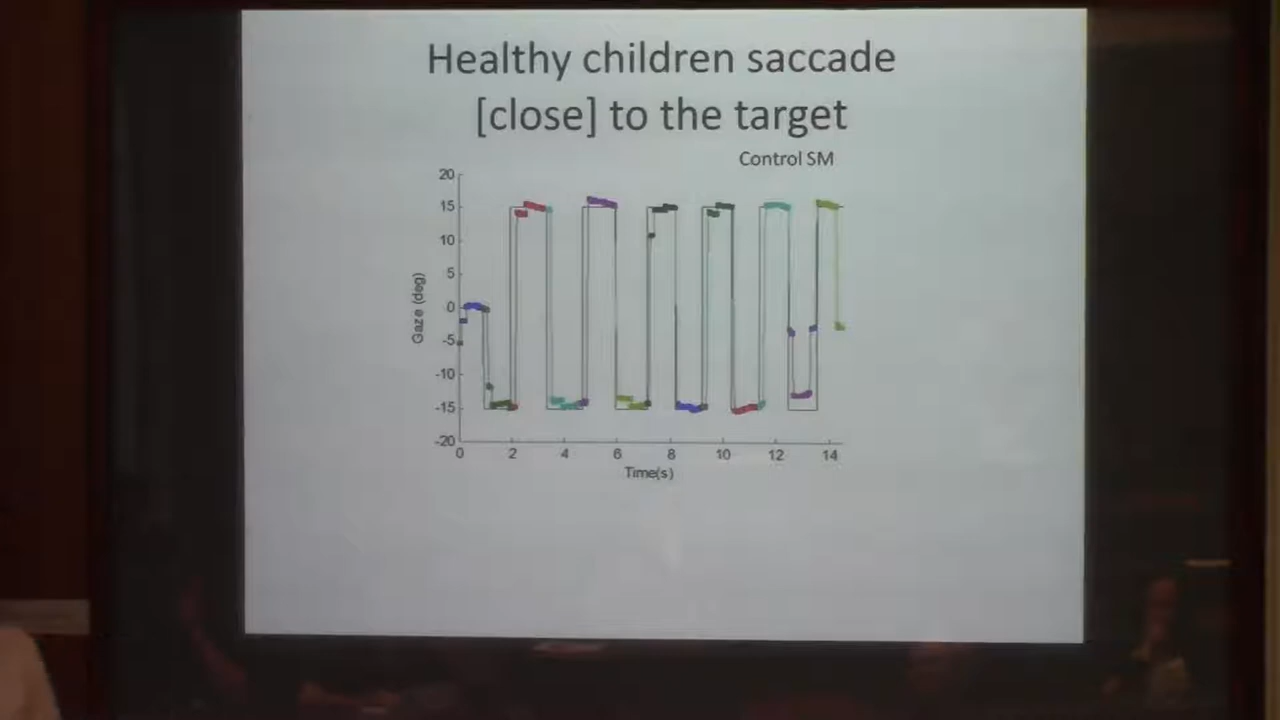 Healthy children saccade
[close] to the target
Control SM
20
15
10
5
0
-5
-10
-15
-20
Gaze (deg)
0 2 4 6 8 10 12 14
Time(s)